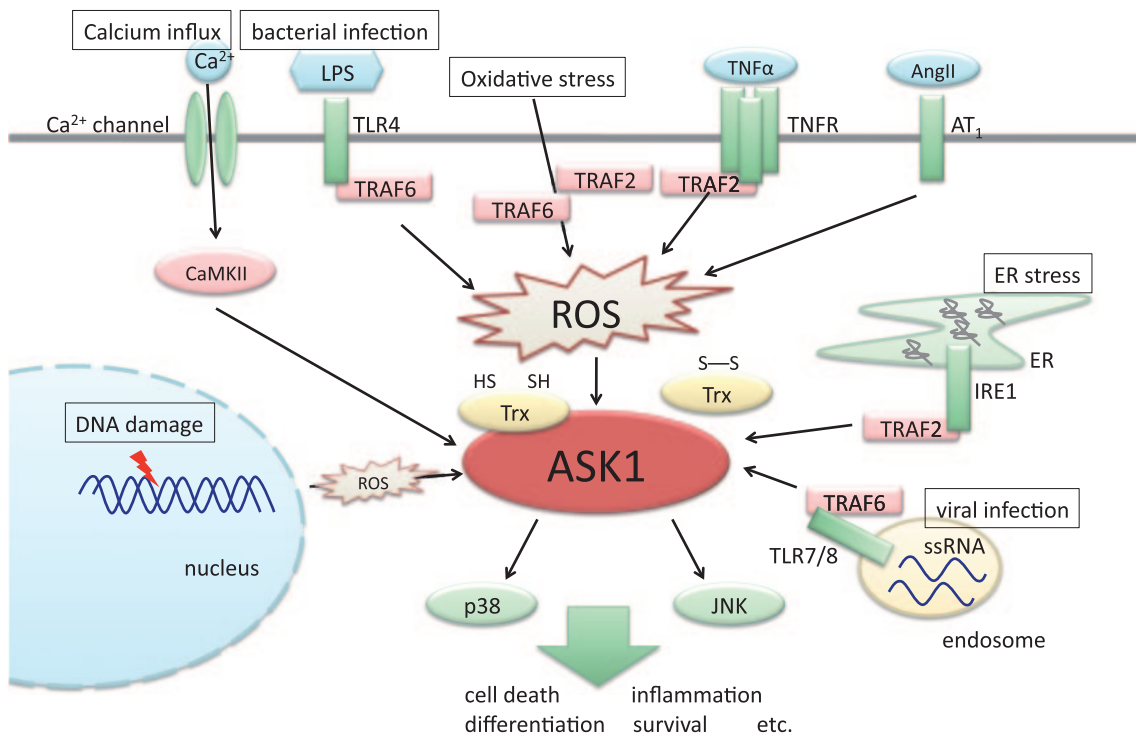 Calcium influx
bacterial infection
Ca²⁺
LPS
Oxidative stress
TNFα
AngII
Ca²⁺ channel
TLR4
TNFR
AT₁
TRAF6
TRAF2
TRAF2
TRAF6
CaMKII
ROS
ER stress
ER
IRE1
HS SH
S—S
Trx
Trx
TRAF2
DNA damage
ASK1
ROS
TRAF6
viral infection
TLR7/8
ssRNA
nucleus
p38
JNK
endosome
cell death inflammation
differentiation survival etc.